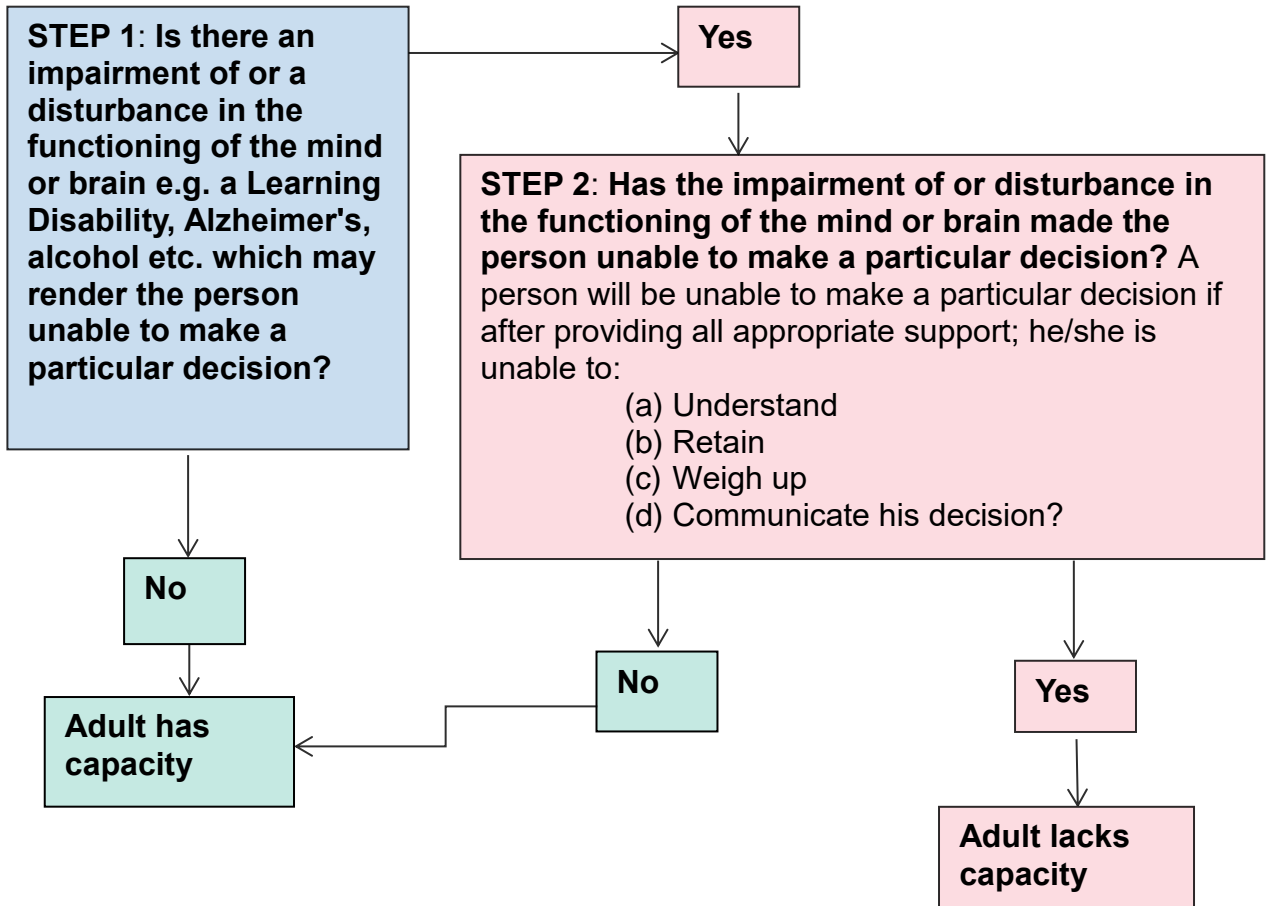 STEP 1: Is there an
impairment of or a
disturbance in the
functioning of the mind
or brain e.g. a Learning
Disability, Alzheimer's,
alcohol etc. which may
render the person
unable to make a
particular decision?
Yes
STEP 2: Has the impairment of or disturbance in
the functioning of the mind or brain made the
person unable to make a particular decision? A
person will be unable to make a particular decision if
after providing all appropriate support; he/she is
unable to:
(a) Understand
(b) Retain
(c) Weigh up
(d) Communicate his decision?
No
No
Yes
Adult has
capacity
Adult lacks
capacity